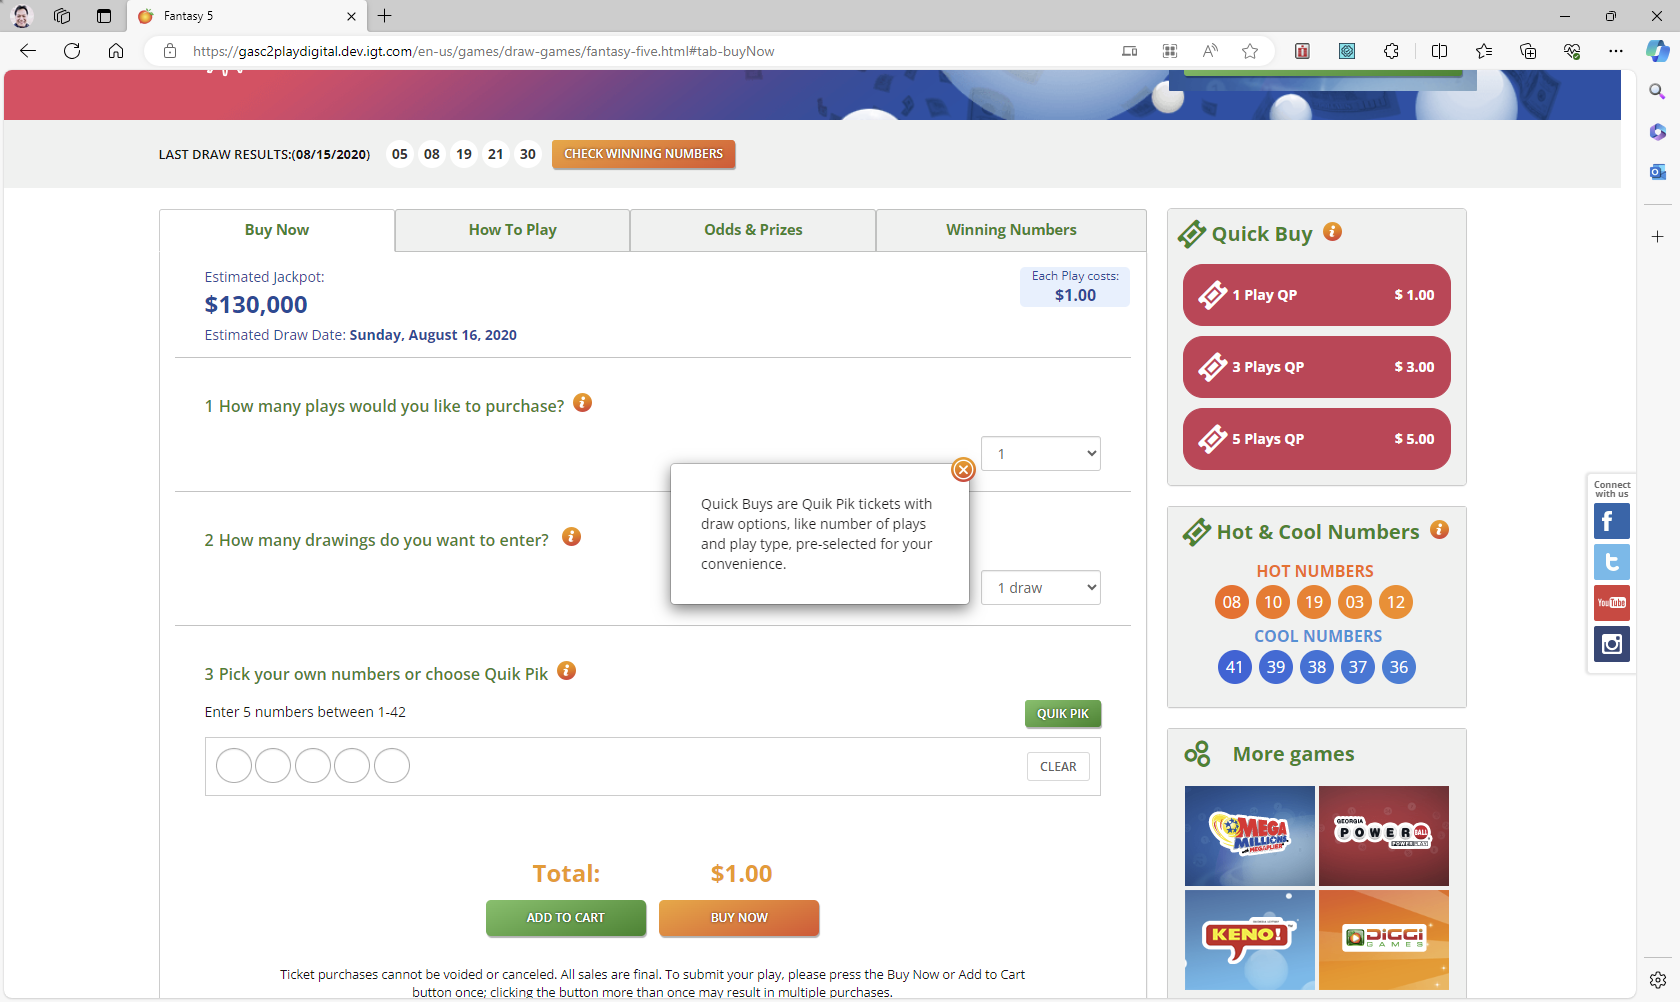 Fantasy 5
https://gasc2playdigital.dev.igt.com/en-us/games/draw-games/fantasy-five.html#tab-buyNow
LAST DRAW RESULTS:(08/15/2020) 05 08 19 21 30 CHECK WINNING NUMBERS
Buy Now How To Play Odds & Prizes Winning Numbers
Estimated Jackpot:
$130,000
Estimated Draw Date: Sunday, August 16, 2020
Each Play costs:
$1.00
1 How many plays would you like to purchase?
1
Quick Buys are Quik Pik tickets with
draw options, like number of plays
and play type, pre-selected for your
convenience.
2 How many drawings do you want to enter?
1 draw
3 Pick your own numbers or choose Quik Pik
Enter 5 numbers between 1-42
QUIK PIK
CLEAR
Total: $1.00
ADD TO CART BUY NOW
Ticket purchases cannot be voided or canceled. All sales are final. To submit your play, please press the Buy Now or Add to Cart
button once; clicking the button more than once may result in multiple purchases.
Quick Buy
1 Play QP $ 1.00
3 Plays QP $ 3.00
5 Plays QP $ 5.00
Hot & Cool Numbers
HOT NUMBERS
08 10 19 03 12
COOL NUMBERS
41 39 38 37 36
More games
MEGA
MILLIONS
MEGAPLIER
GEORGIA
POWERBALL
POWER PLAY
KENO!
DiGGi
GAMES
Connect
with us
YouTube